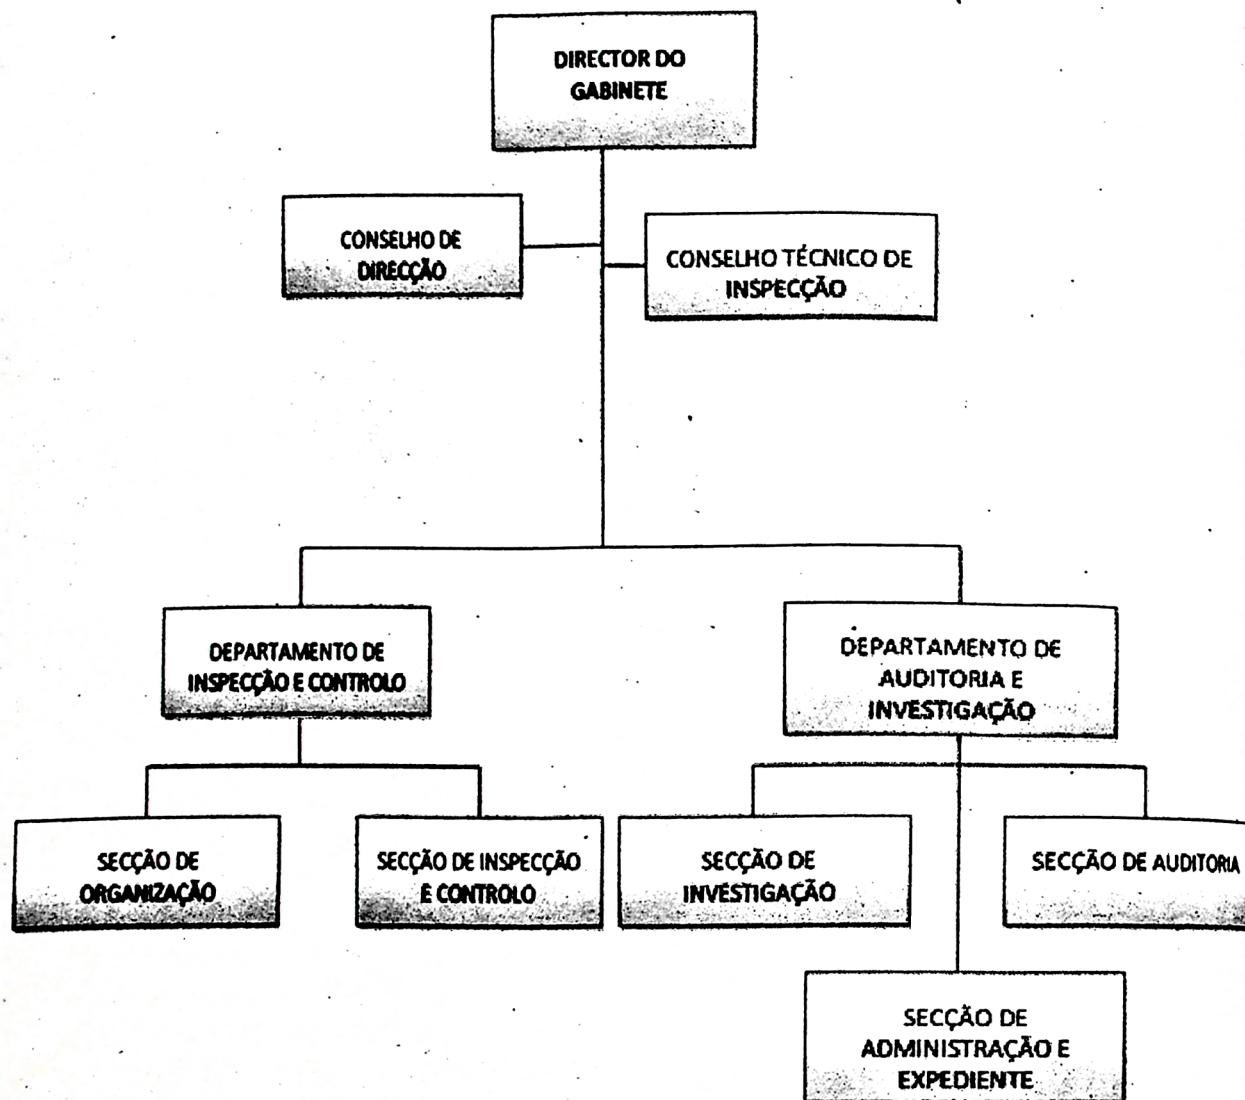 DIRECTOR DO
GABINETE
CONSELHO DE
DIRECÇÃO
CONSELHO TÉCNICO DE
INSPECÇÃO
DEPARTAMENTO DE
INSPECÇÃO E CONTROLO
DEPARTAMENTO DE
AUDITORIA E
INVESTIGAÇÃO
SECÇÃO DE
ORGANIZAÇÃO
SECÇÃO DE INSPECÇÃO
E CONTROLO
SECÇÃO DE
INVESTIGAÇÃO
SECÇÃO DE AUDITORIA
SECÇÃO DE
ADMINISTRAÇÃO E
EXPEDIENTE